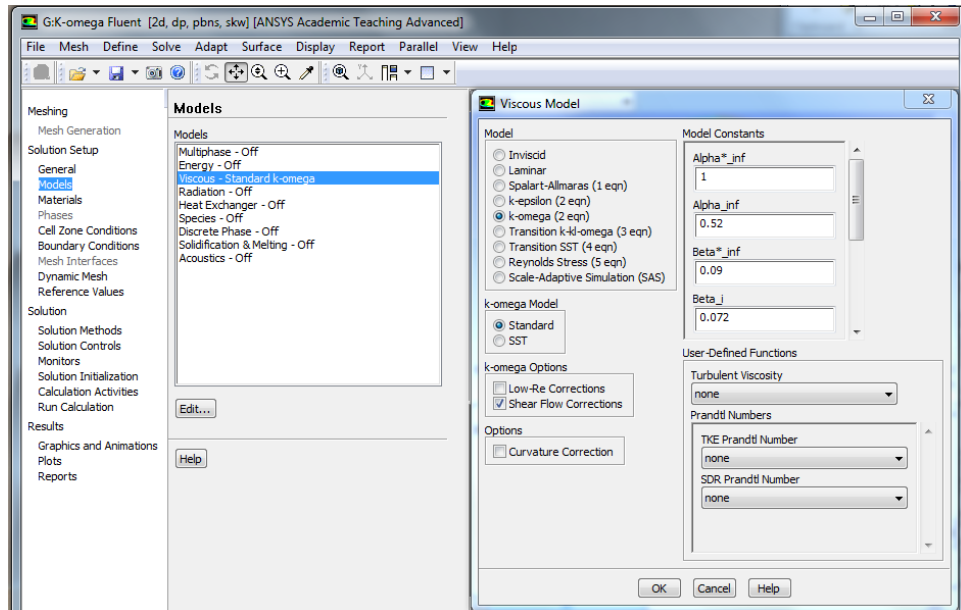 G:K-omega Fluent [2d, dp, pbns, skw] [ANSYS Academic Teaching Advanced]
File Mesh Define Solve Adapt Surface Display Report Parallel View Help
Meshing
Mesh Generation
Solution Setup
General
Models
Materials
Phases
Cell Zone Conditions
Boundary Conditions
Mesh Interfaces
Dynamic Mesh
Reference Values
Solution
Solution Methods
Solution Controls
Monitors
Solution Initialization
Calculation Activities
Run Calculation
Results
Graphics and Animations
Plots
Reports
Models
Models
Multiphase - Off
Energy - Off
Viscous - Standard k-omega
Radiation - Off
Heat Exchanger - Off
Species - Off
Discrete Phase - Off
Solidification & Melting - Off
Acoustics - Off
Edit...
Help
Viscous Model
Model
Inviscid
Laminar
Spalart-Allmaras (1 eqn)
k-epsilon (2 eqn)
k-omega (2 eqn)
Transition k-kl-omega (3 eqn)
Transition SST (4 eqn)
Reynolds Stress (5 eqn)
Scale-Adaptive Simulation (SAS)
k-omega Model
Standard
SST
k-omega Options
Low-Re Corrections
Shear Flow Corrections
Options
Curvature Correction
Model Constants
Alpha*_inf
1
Alpha_inf
0.52
Beta*_inf
0.09
Beta_i
0.072
User-Defined Functions
Turbulent Viscosity
none
Prandtl Numbers
TKE Prandtl Number
none
SDR Prandtl Number
none
OK Cancel Help